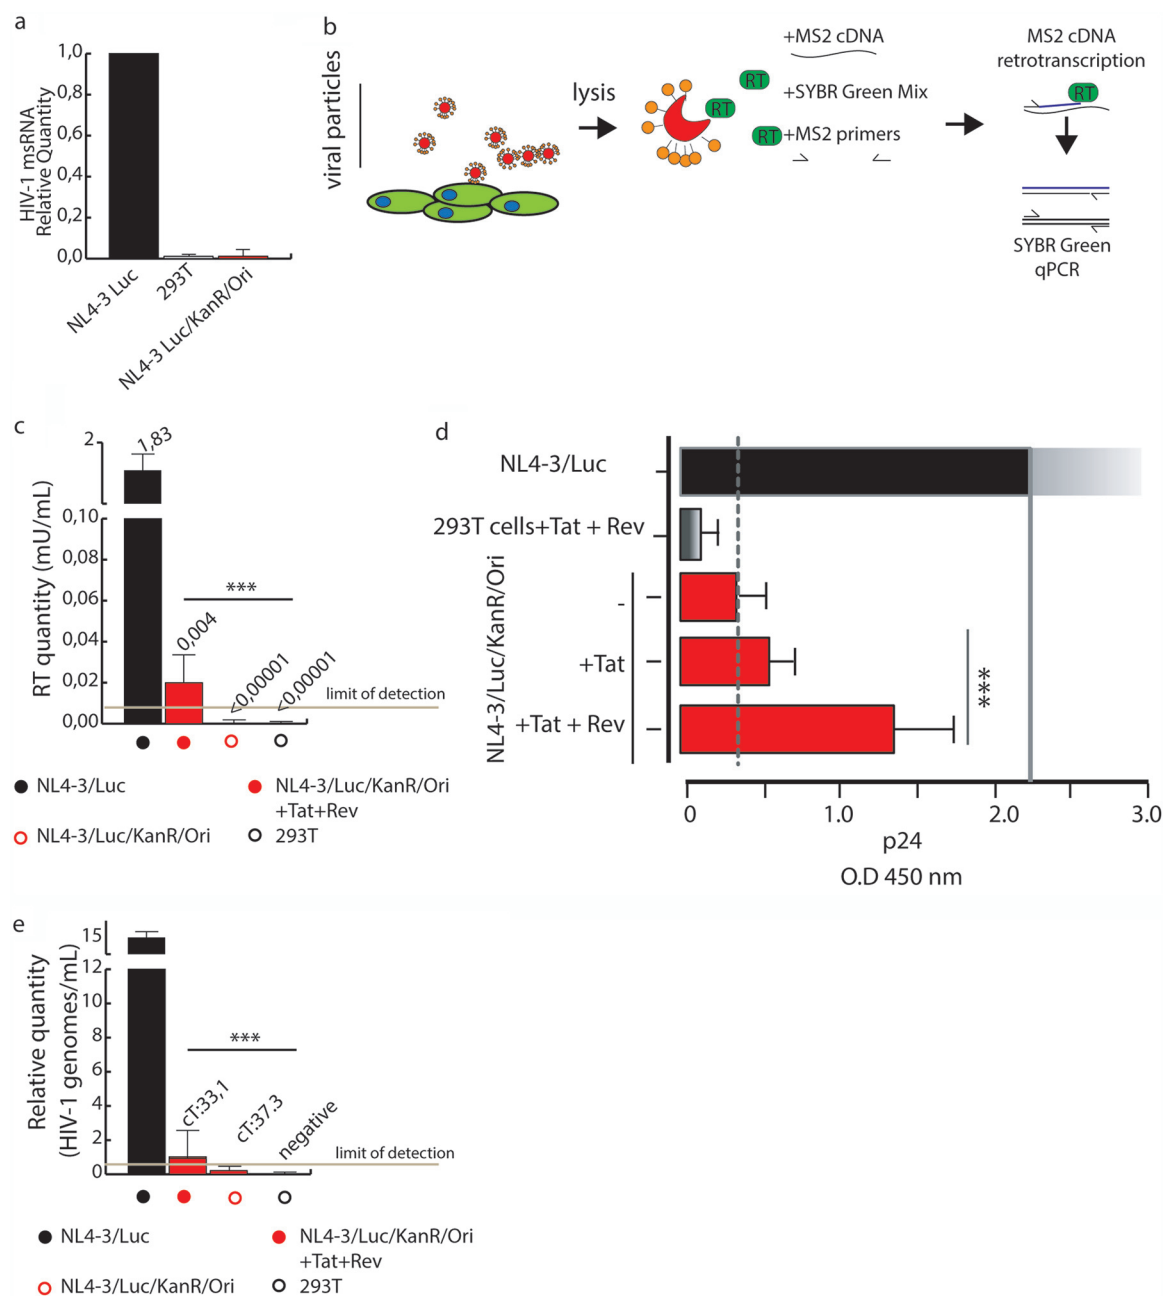 a
HIV-1 msRNA
Relative Quantity
1,0
0,8
0,6
0,4
0,2
0,0
NL4-3 Luc
293T
NL4-3 Luc/KanR/Ori
b
viral particles
lysis
+MS2 cDNA
+SYBR Green Mix
+MS2 primers
RT
RT
RT
MS2 cDNA
retrotranscription
RT
SYBR Green
qPCR
c
RT quantity (mU/mL)
2
0,10
0,08
0,06
0,04
0,02
0,00
1,83
0,004
***
<0,00001
<0,00001
limit of detection
NL4-3/Luc
NL4-3/Luc/KanR/Ori
+Tat+Rev
NL4-3/Luc/KanR/Ori
293T
d
NL4-3/Luc
293T cells+Tat + Rev
NL4-3/Luc/KanR/Ori
-
+Tat
+Tat + Rev
***
0
1.0
2.0
3.0
p24
O.D 450 nm
e
Relative quantity
(HIV-1 genomes/mL)
15
12
10
8
6
4
2
0
***
cT:33,1
cT:37.3
negative
limit of detection
NL4-3/Luc
NL4-3/Luc/KanR/Ori
+Tat+Rev
NL4-3/Luc/KanR/Ori
293T